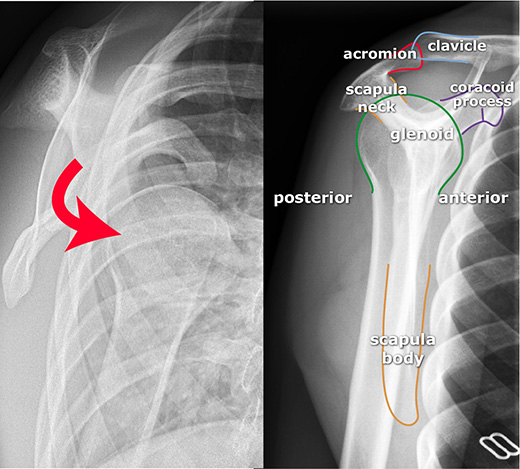 acromion
clavicle
scapula
neck
coracoid
process
glenoid
posterior
anterior
scapula
body